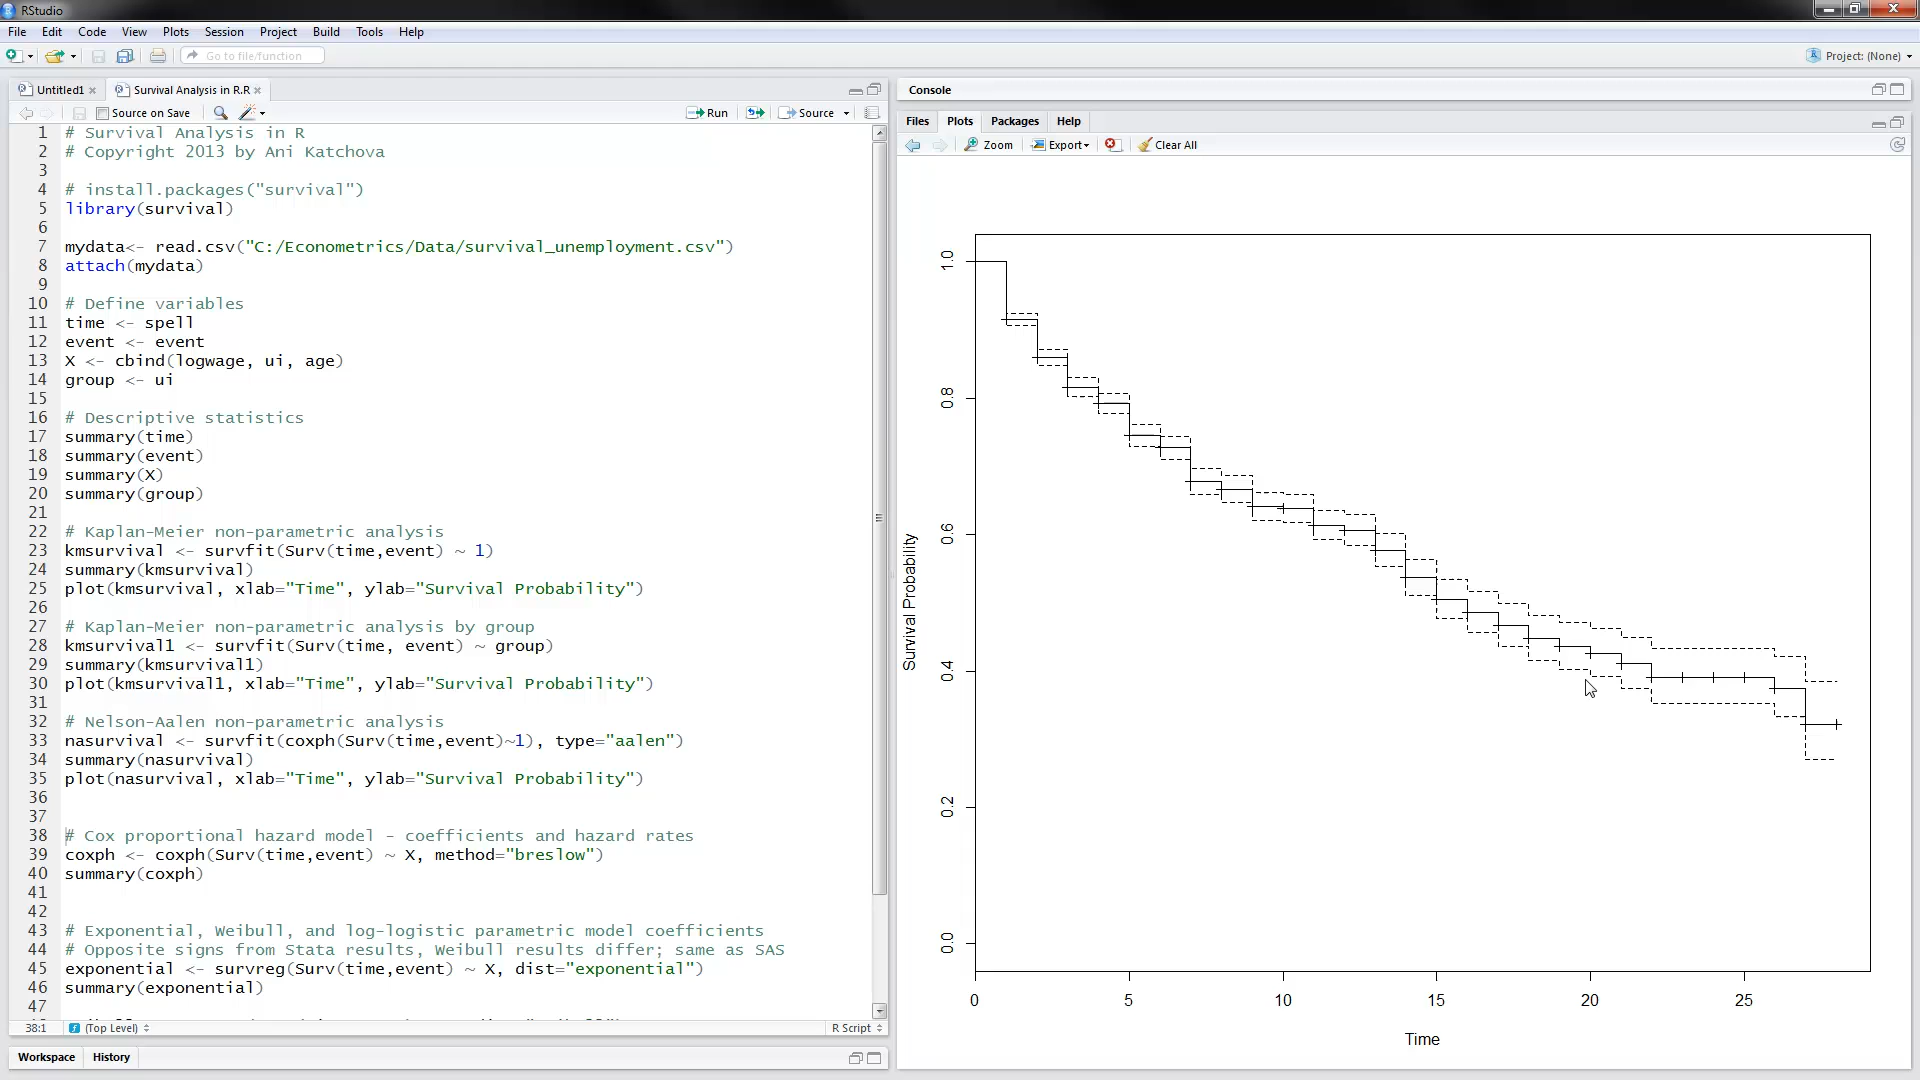 RStudio
File Edit Code View Plots Session Project Build Tools Help
Go to file/function
Project: (None)
Untitled1
Survival Analysis in R.R
Source on Save
Run
Source
1 # Survival Analysis in R
2 # Copyright 2013 by Ani Katchova
3
4 # install.packages("survival")
5 library(survival)
6
7 mydata<- read.csv("C:/Econometrics/Data/survival_unemployment.csv")
8 attach(mydata)
9
10 # Define variables
11 time <- spell
12 event <- event
13 X <- cbind(logwage, ui, age)
14 group <- ui
15
16 # Descriptive statistics
17 summary(time)
18 summary(event)
19 summary(X)
20 summary(group)
21
22 # Kaplan-Meier non-parametric analysis
23 kmsurvival <- survfit(Surv(time,event) ~ 1)
24 summary(kmsurvival)
25 plot(kmsurvival, xlab="Time", ylab="Survival Probability")
26
27 # Kaplan-Meier non-parametric analysis by group
28 kmsurvival1 <- survfit(Surv(time, event) ~ group)
29 summary(kmsurvival1)
30 plot(kmsurvival1, xlab="Time", ylab="Survival Probability")
31
32 # Nelson-Aalen non-parametric analysis
33 nasurvival <- survfit(coxph(Surv(time,event)~1), type="aalen")
34 summary(nasurvival)
35 plot(nasurvival, xlab="Time", ylab="Survival Probability")
36
37
38 # Cox proportional hazard model - coefficients and hazard rates
39 coxph <- coxph(Surv(time,event) ~ X, method="breslow")
40 summary(coxph)
41
42
43 # Exponential, Weibull, and log-logistic parametric model coefficients
44 # Opposite signs from Stata results, Weibull results differ; same as SAS
45 exponential <- survreg(Surv(time,event) ~ X, dist="exponential")
46 summary(exponential)
47
38:1 (Top Level) R Script
Workspace History
Console
Files Plots Packages Help
Zoom Export Clear All
1.0
0.8
0.6
0.4
0.2
0.0
Survival Probability
0 5 10 15 20 25
Time